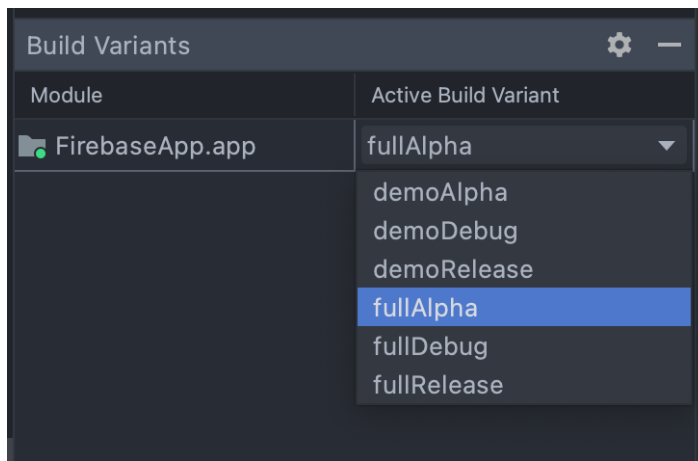 Build Variants
Module Active Build Variant
FirebaseApp.app fullAlpha
demoAlpha
demoDebug
demoRelease
fullAlpha
fullDebug
fullRelease